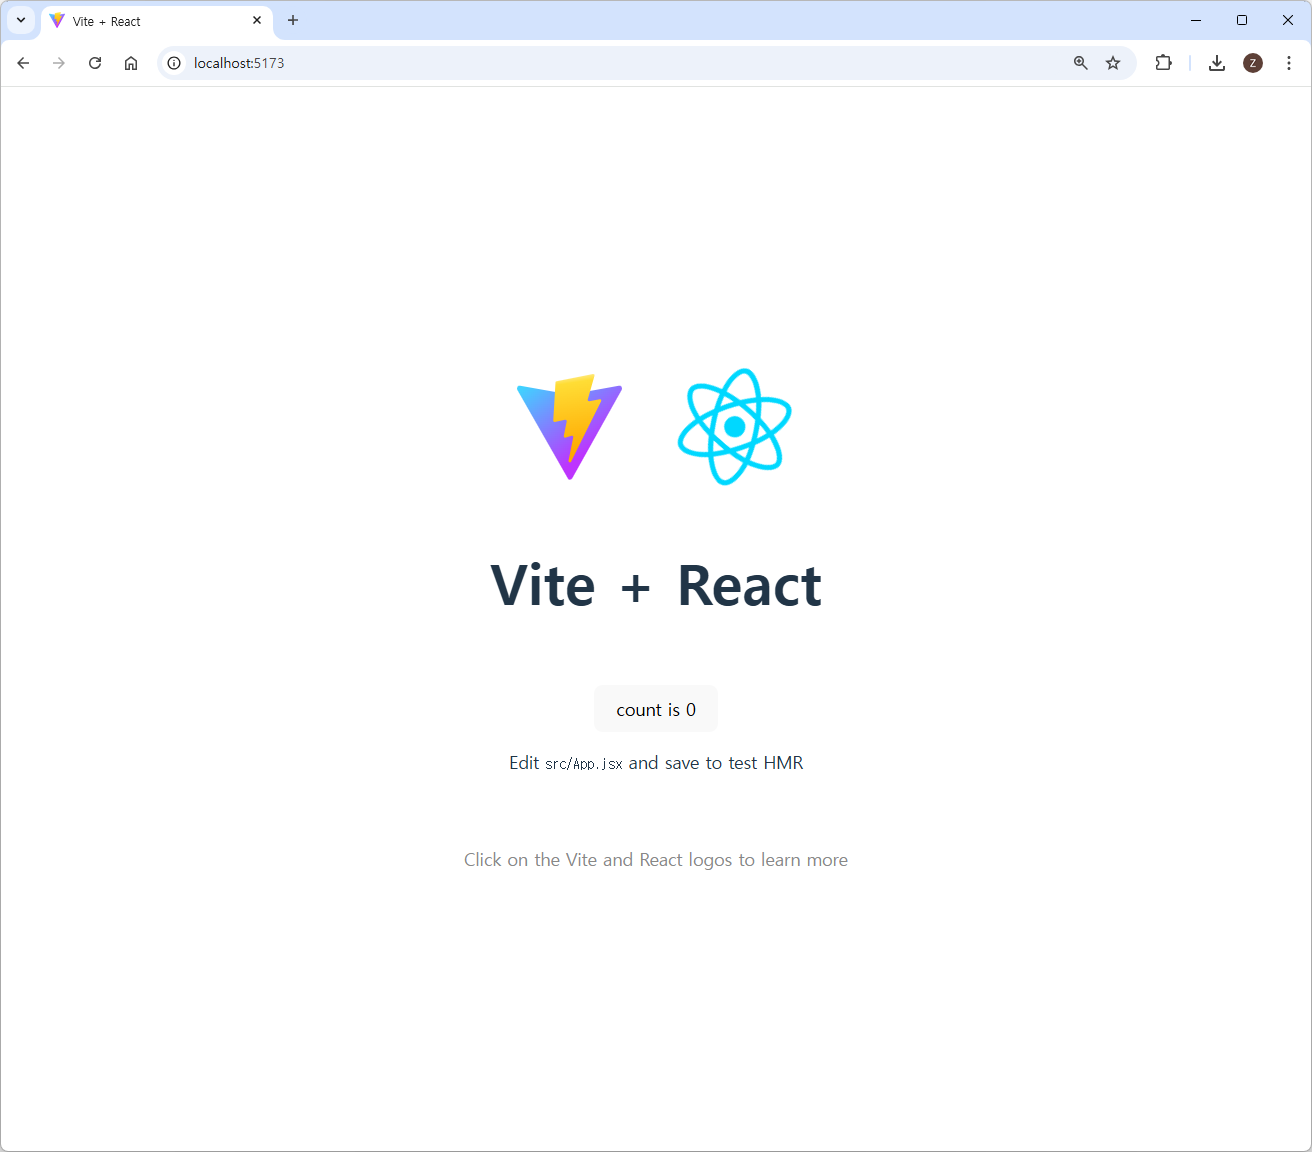 Vite + React
localhost:5173
Z
Vite + React
count is 0
Edit src/App.jsx and save to test HMR
Click on the Vite and React logos to learn more